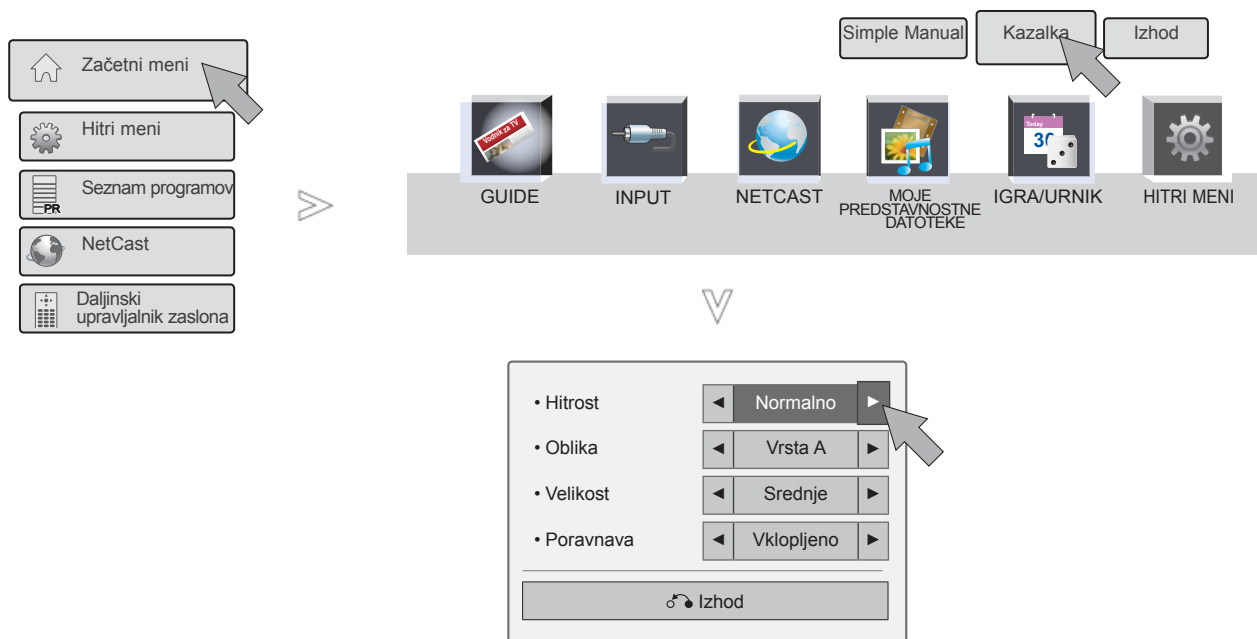 Začetni meni
Hitri meni
Seznam programov
PR
NetCast
Daljinski
upravljalnik zaslona
Simple Manual
Kazalka
Izhod
Vodnik za TV
Today
30
GUIDE
INPUT
NETCAST
MOJE
PREDSTAVNOSTNE
DATOTEKE
IGRA/URNIK
HITRI MENI
• Hitrost ◄ Normalno ►
• Oblika ◄ Vrsta A ►
• Velikost ◄ Srednje ►
• Poravnava ◄ Vklopljeno ►
Izhod